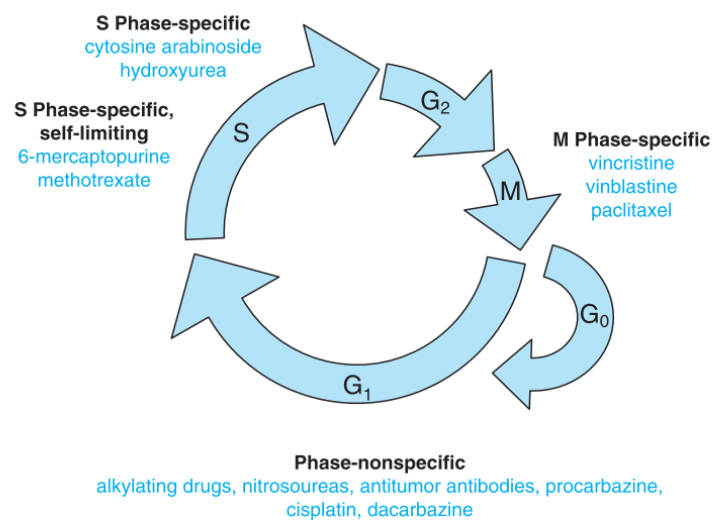 S Phase-specific
cytosine arabinoside
hydroxyurea
S Phase-specific,
self-limiting
6-mercaptopurine
methotrexate
S
G₂
M Phase-specific
vincristine
vinblastine
paclitaxel
M
G₀
G₁
Phase-nonspecific
alkylating drugs, nitrosoureas, antitumor antibodies, procarbazine,
cisplatin, dacarbazine